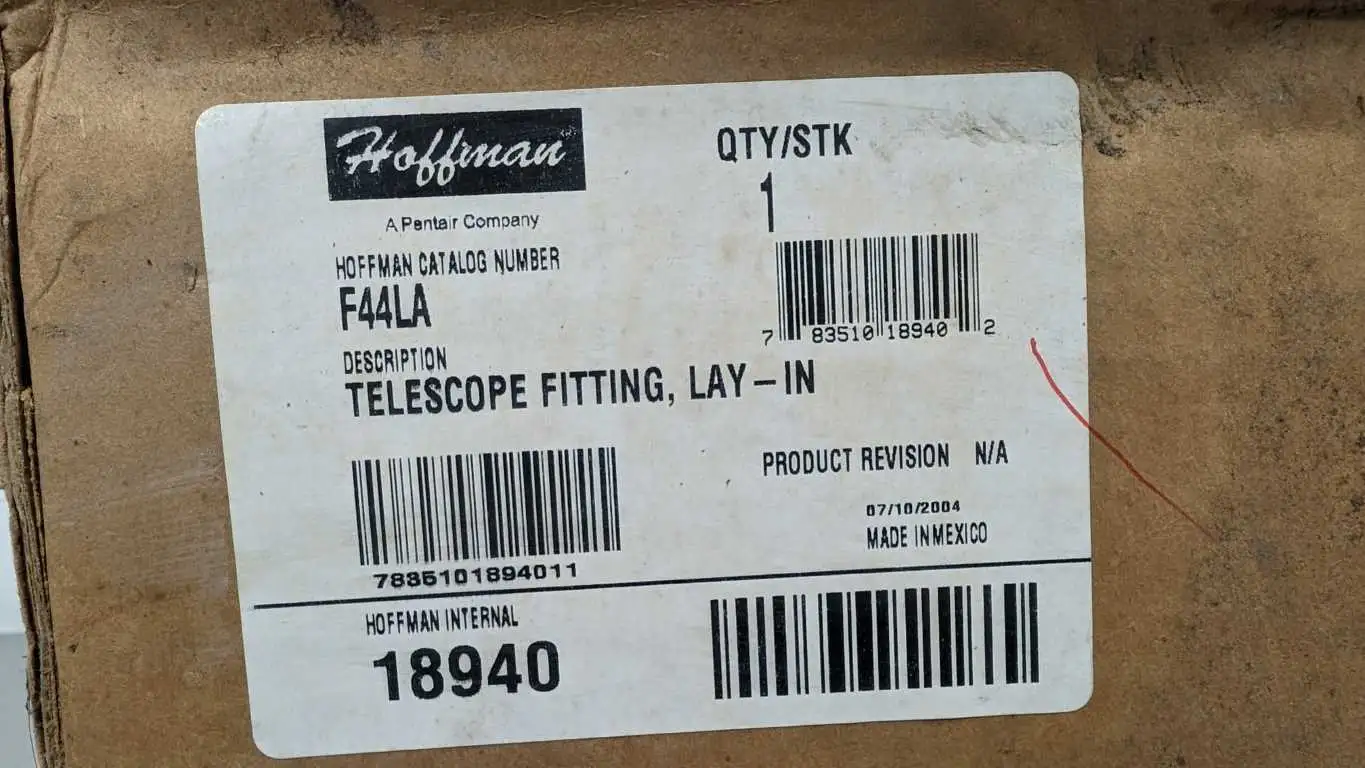 Hoffman®
A Pentair Company
QTY/STK
1
HOFFMAN CATALOG NUMBER
F44LA
7 83510 18940 2
DESCRIPTION
TELESCOPE FITTING, LAY-IN
7835101894011
PRODUCT REVISION N/A
07/10/2004
MADE IN MEXICO
HOFFMAN INTERNAL
18940